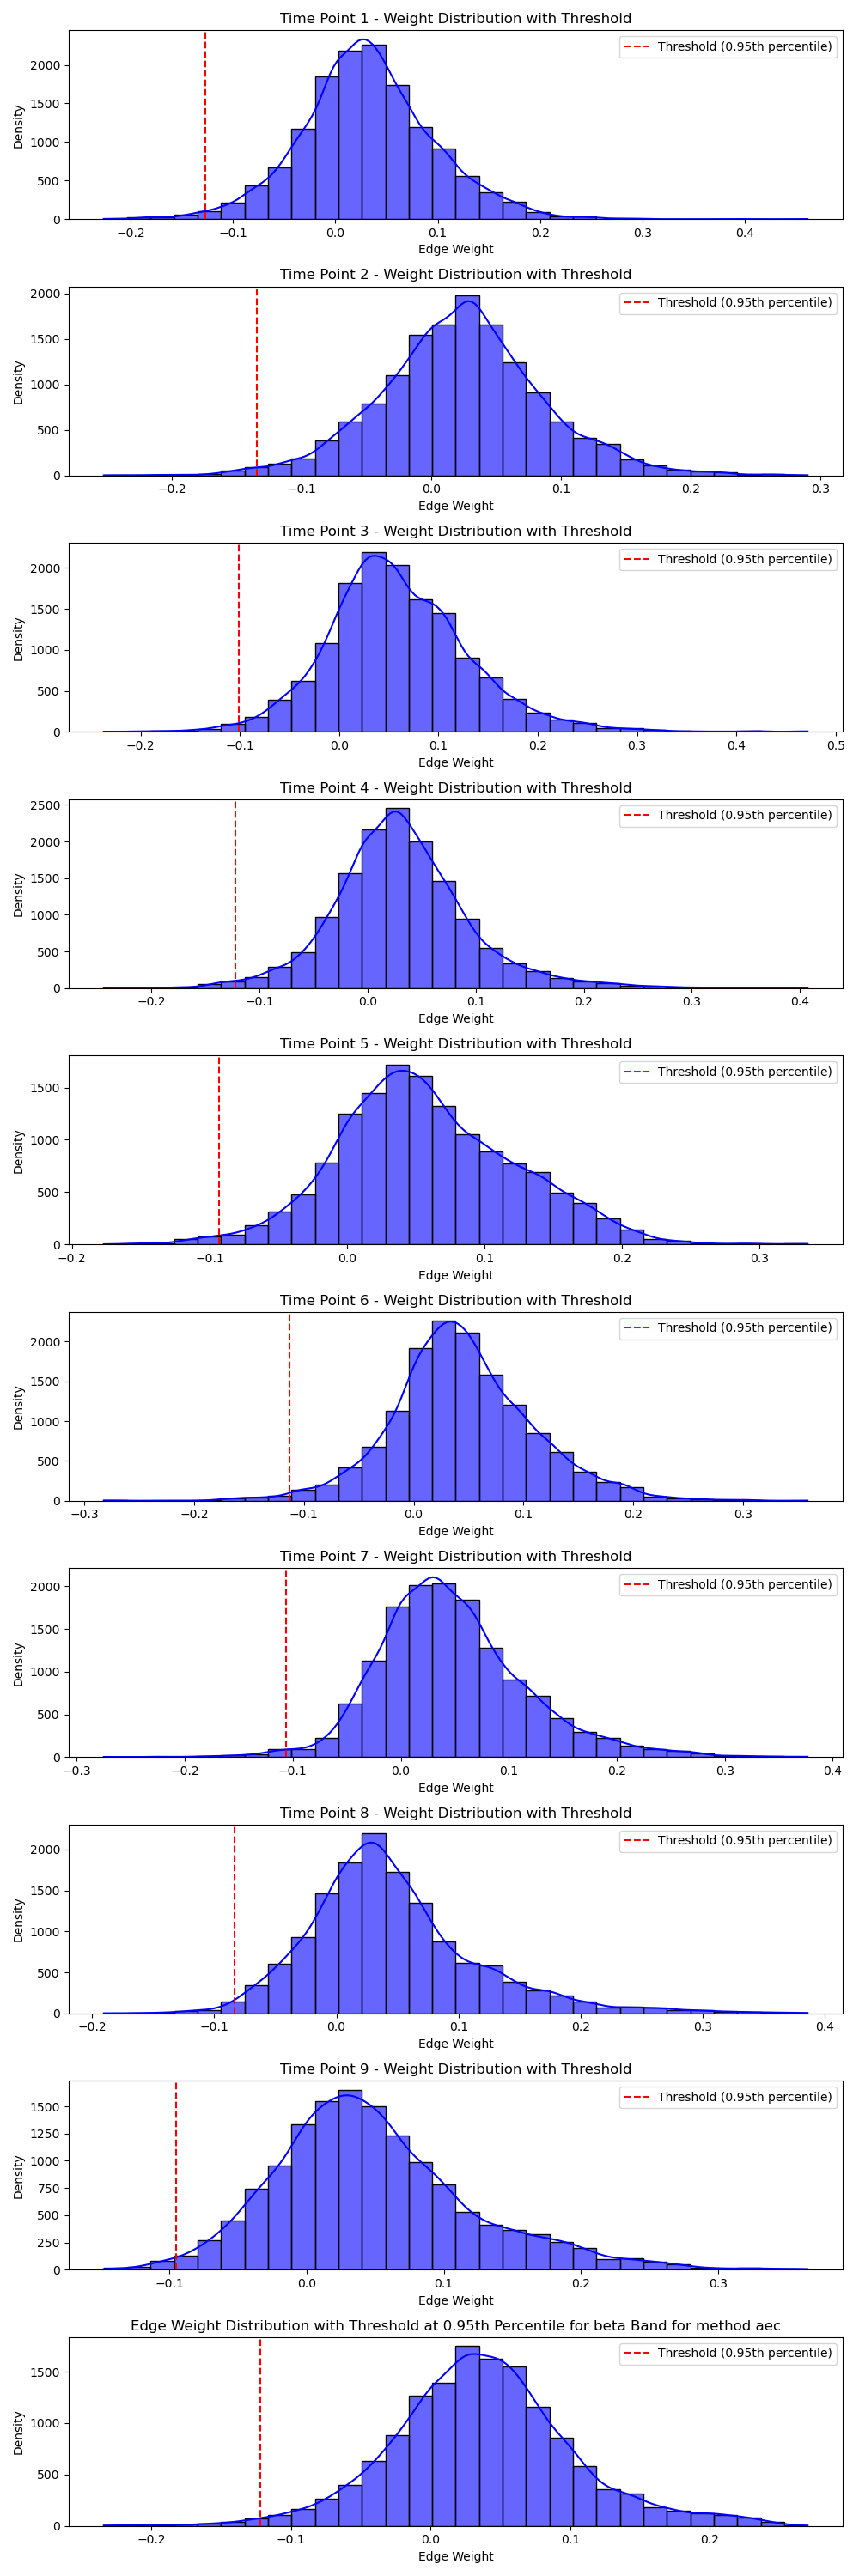 Time Point 1 - Weight Distribution with Threshold
Threshold (0.95th percentile)
Density
2000
1500
1000
500
0
−0.2 −0.1 0.0 0.1 0.2 0.3 0.4
Edge Weight
Time Point 2 - Weight Distribution with Threshold
Threshold (0.95th percentile)
Density
2000
1500
1000
500
0
−0.2 −0.1 0.0 0.1 0.2 0.3
Edge Weight
Time Point 3 - Weight Distribution with Threshold
Threshold (0.95th percentile)
Density
2000
1500
1000
500
0
−0.2 −0.1 0.0 0.1 0.2 0.3 0.4 0.5
Edge Weight
Time Point 4 - Weight Distribution with Threshold
Threshold (0.95th percentile)
Density
2500
2000
1500
1000
500
0
−0.2 −0.1 0.0 0.1 0.2 0.3 0.4
Edge Weight
Time Point 5 - Weight Distribution with Threshold
Threshold (0.95th percentile)
Density
1500
1000
500
0
−0.2 −0.1 0.0 0.1 0.2 0.3
Edge Weight
Time Point 6 - Weight Distribution with Threshold
Threshold (0.95th percentile)
Density
2000
1500
1000
500
0
−0.3 −0.2 −0.1 0.0 0.1 0.2 0.3
Edge Weight
Time Point 7 - Weight Distribution with Threshold
Threshold (0.95th percentile)
Density
2000
1500
1000
500
0
−0.3 −0.2 −0.1 0.0 0.1 0.2 0.3 0.4
Edge Weight
Time Point 8 - Weight Distribution with Threshold
Threshold (0.95th percentile)
Density
2000
1500
1000
500
0
−0.2 −0.1 0.0 0.1 0.2 0.3 0.4
Edge Weight
Time Point 9 - Weight Distribution with Threshold
Threshold (0.95th percentile)
Density
1500
1250
1000
750
500
250
0
−0.1 0.0 0.1 0.2 0.3
Edge Weight
Edge Weight Distribution with Threshold at 0.95th Percentile for beta Band for method aec
Threshold (0.95th percentile)
Density
1500
1000
500
0
−0.2 −0.1 0.0 0.1 0.2
Edge Weight